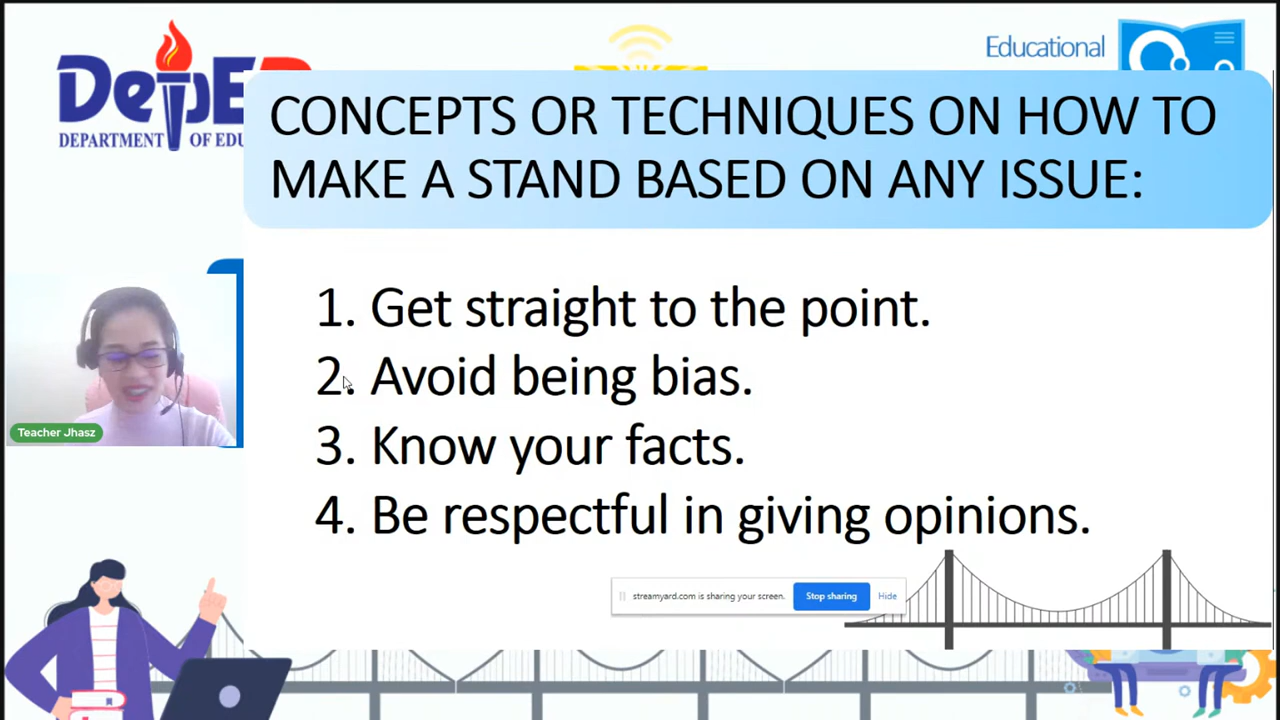 DepE
DEPARTMENT OF EDU
Educational
CONCEPTS OR TECHNIQUES ON HOW TO
MAKE A STAND BASED ON ANY ISSUE:
1. Get straight to the point.
2. Avoid being bias.
3. Know your facts.
4. Be respectful in giving opinions.
Teacher Jhasz
streamyard.com is sharing your screen.
Stop sharing
Hide